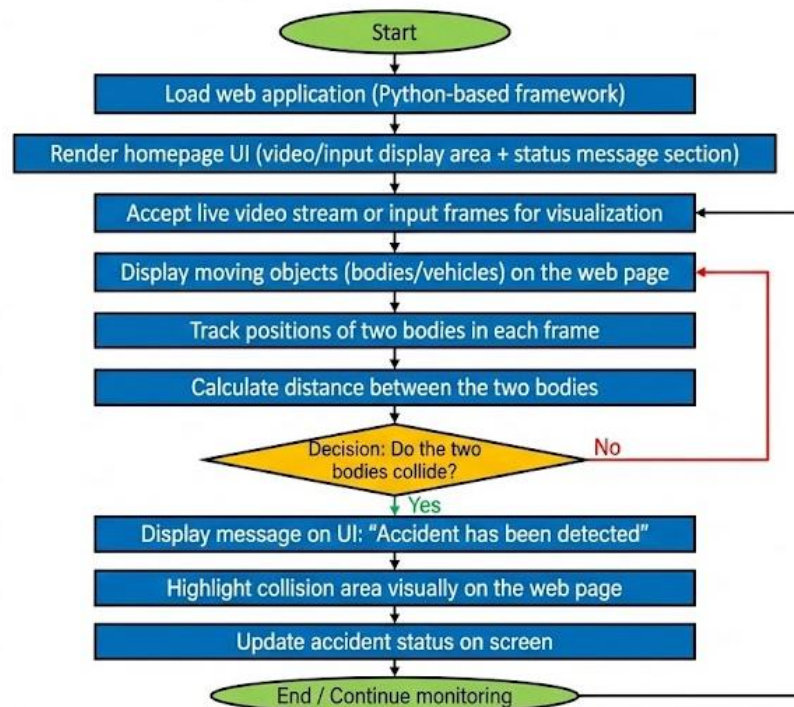 Start
Load web application (Python-based framework)
Render homepage UI (video/input display area + status message section)
Accept live video stream or input frames for visualization
Display moving objects (bodies/vehicles) on the web page
Track positions of two bodies in each frame
Calculate distance between the two bodies
Decision: Do the two
bodies collide?
No
Yes
Display message on UI: “Accident has been detected”
Highlight collision area visually on the web page
Update accident status on screen
End / Continue monitoring